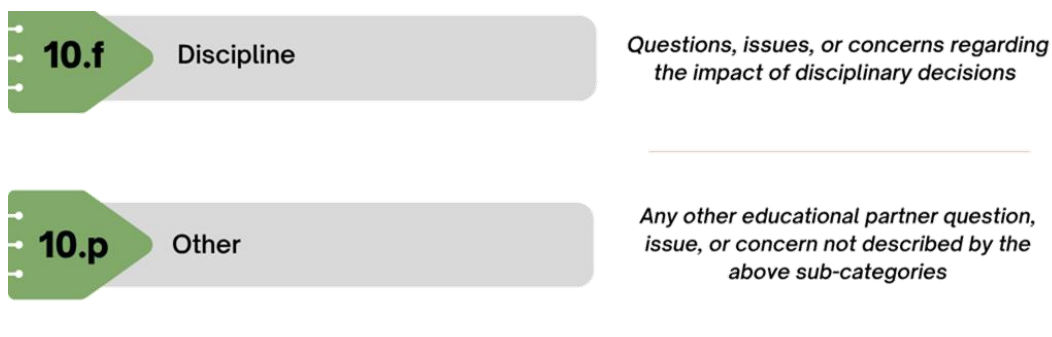 10.f
Discipline
Questions, issues, or concerns regarding
the impact of disciplinary decisions
10.p
Other
Any other educational partner question,
issue, or concern not described by the
above sub-categories